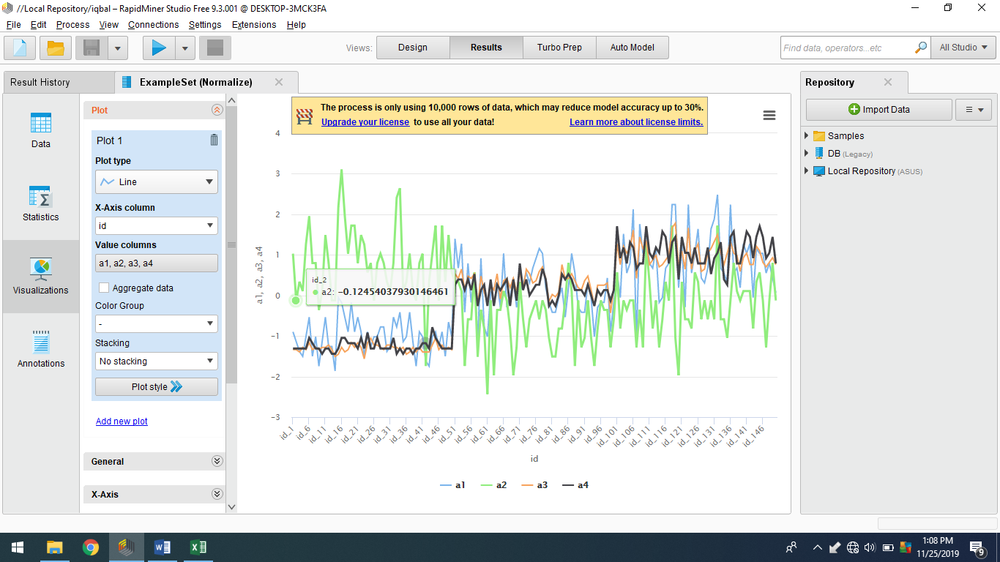 //Local Repository/iqbal – RapidMiner Studio Free 9.3.001 @ DESKTOP-3MCK3FA
File Edit Process View Connections Settings Extensions Help
Views: Design Results Turbo Prep Auto Model
Find data, operators...etc All Studio
Result History
ExampleSet (Normalize)
Repository
Data
Statistics
Visualizations
Annotations
Plot
Plot 1
Plot type
Line
X-Axis column
id
Value columns
a1, a2, a3, a4
Aggregate data
Color Group
-
Stacking
No stacking
Plot style
Add new plot
General
X-Axis
The process is only using 10,000 rows of data, which may reduce model accuracy up to 30%.
Upgrade your license to use all your data! Learn more about license limits.
4
3
2
1
0
−1
−2
−3
a1, a2, a3, a4
id_2
a2: −0.12454037930146461
id_1 id_6 id_11 id_16 id_21 id_26 id_31 id_36 id_41 id_46 id_51 id_56 id_61 id_66 id_71 id_76 id_81 id_86 id_91 id_96 id_101 id_106 id_111 id_116 id_121 id_126 id_131 id_136 id_141 id_146
id
a1 a2 a3 a4
Import Data
Samples
DB (Legacy)
Local Repository (ASUS)
1:08 PM
11/25/2019
9